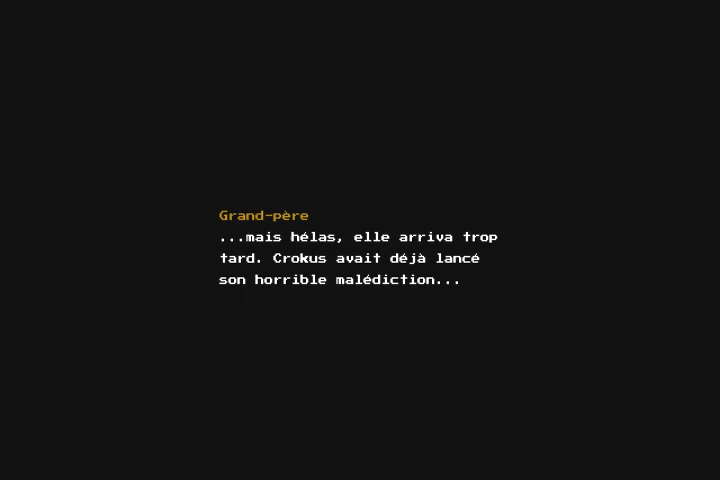 Grand-père
...mais hélas, elle arriva trop
tard. Crokus avait déjà lancé
son horrible malédiction...